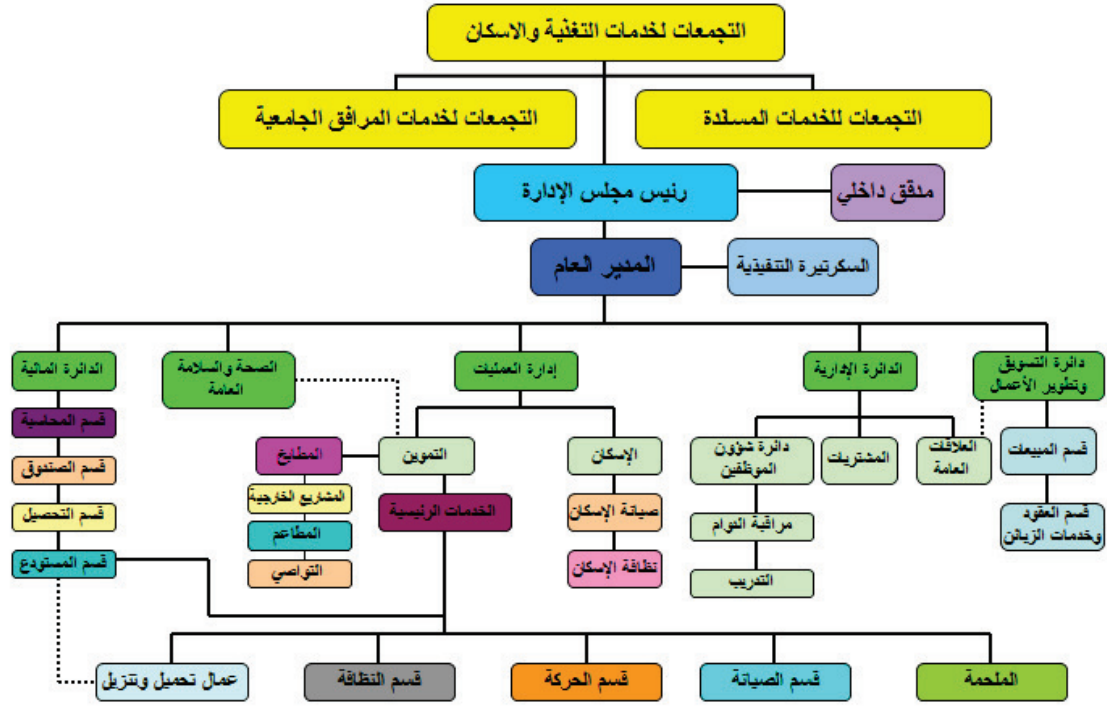 التجمعات لخدمات التغذية والاسكان
التجمعات للخدمات المساندة
التجمعات لخدمات المرافق الجامعية
رئيس مجلس الإدارة
مدقق داخلي
المدير العام
السكرتيرة التنفيذية
دائرة التسويق
وتطوير الأعمال
الدائرة الإدارية
إدارة العمليات
الصحة والسلامة
العامة
الدائرة المالية
قسم المبيعات
قسم العقود
وخدمات الزبائن
العلاقات
العامة
المشتريات
دائرة شؤون
الموظفين
مراقبة الدوام
التدريب
الإسكان
صيانة الإسكان
نظافة الإسكان
التموين
الخدمات الرئيسية
المطابخ
المشاريع الخارجية
المطاعم
التواصي
قسم المحاسبة
قسم الصندوق
قسم التحصيل
قسم المستودع
الملحمة
قسم الصيانة
قسم الحركة
قسم النظافة
عمال تحميل وتنزيل